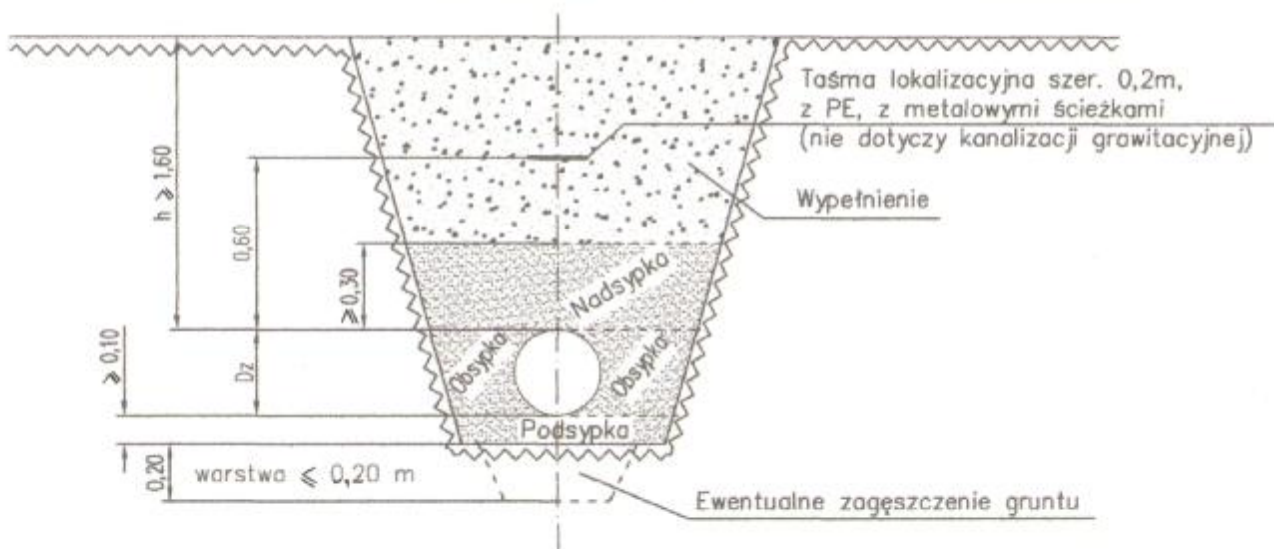 Taśma lokalizacyjna szer. 0,2m,
z PE, z metalowymi ścieżkami
(nie dotyczy kanalizacji grawitacyjnej)
h ⩾ 1,60
Wypełnienie
0,60
⩾0,30
Nadsypka
⩾ 0,10
Dz
Obsypka
Obsypka
Podsypka
0,20
warstwa ⩽ 0,20 m
Ewentualne zagęszczenie gruntu